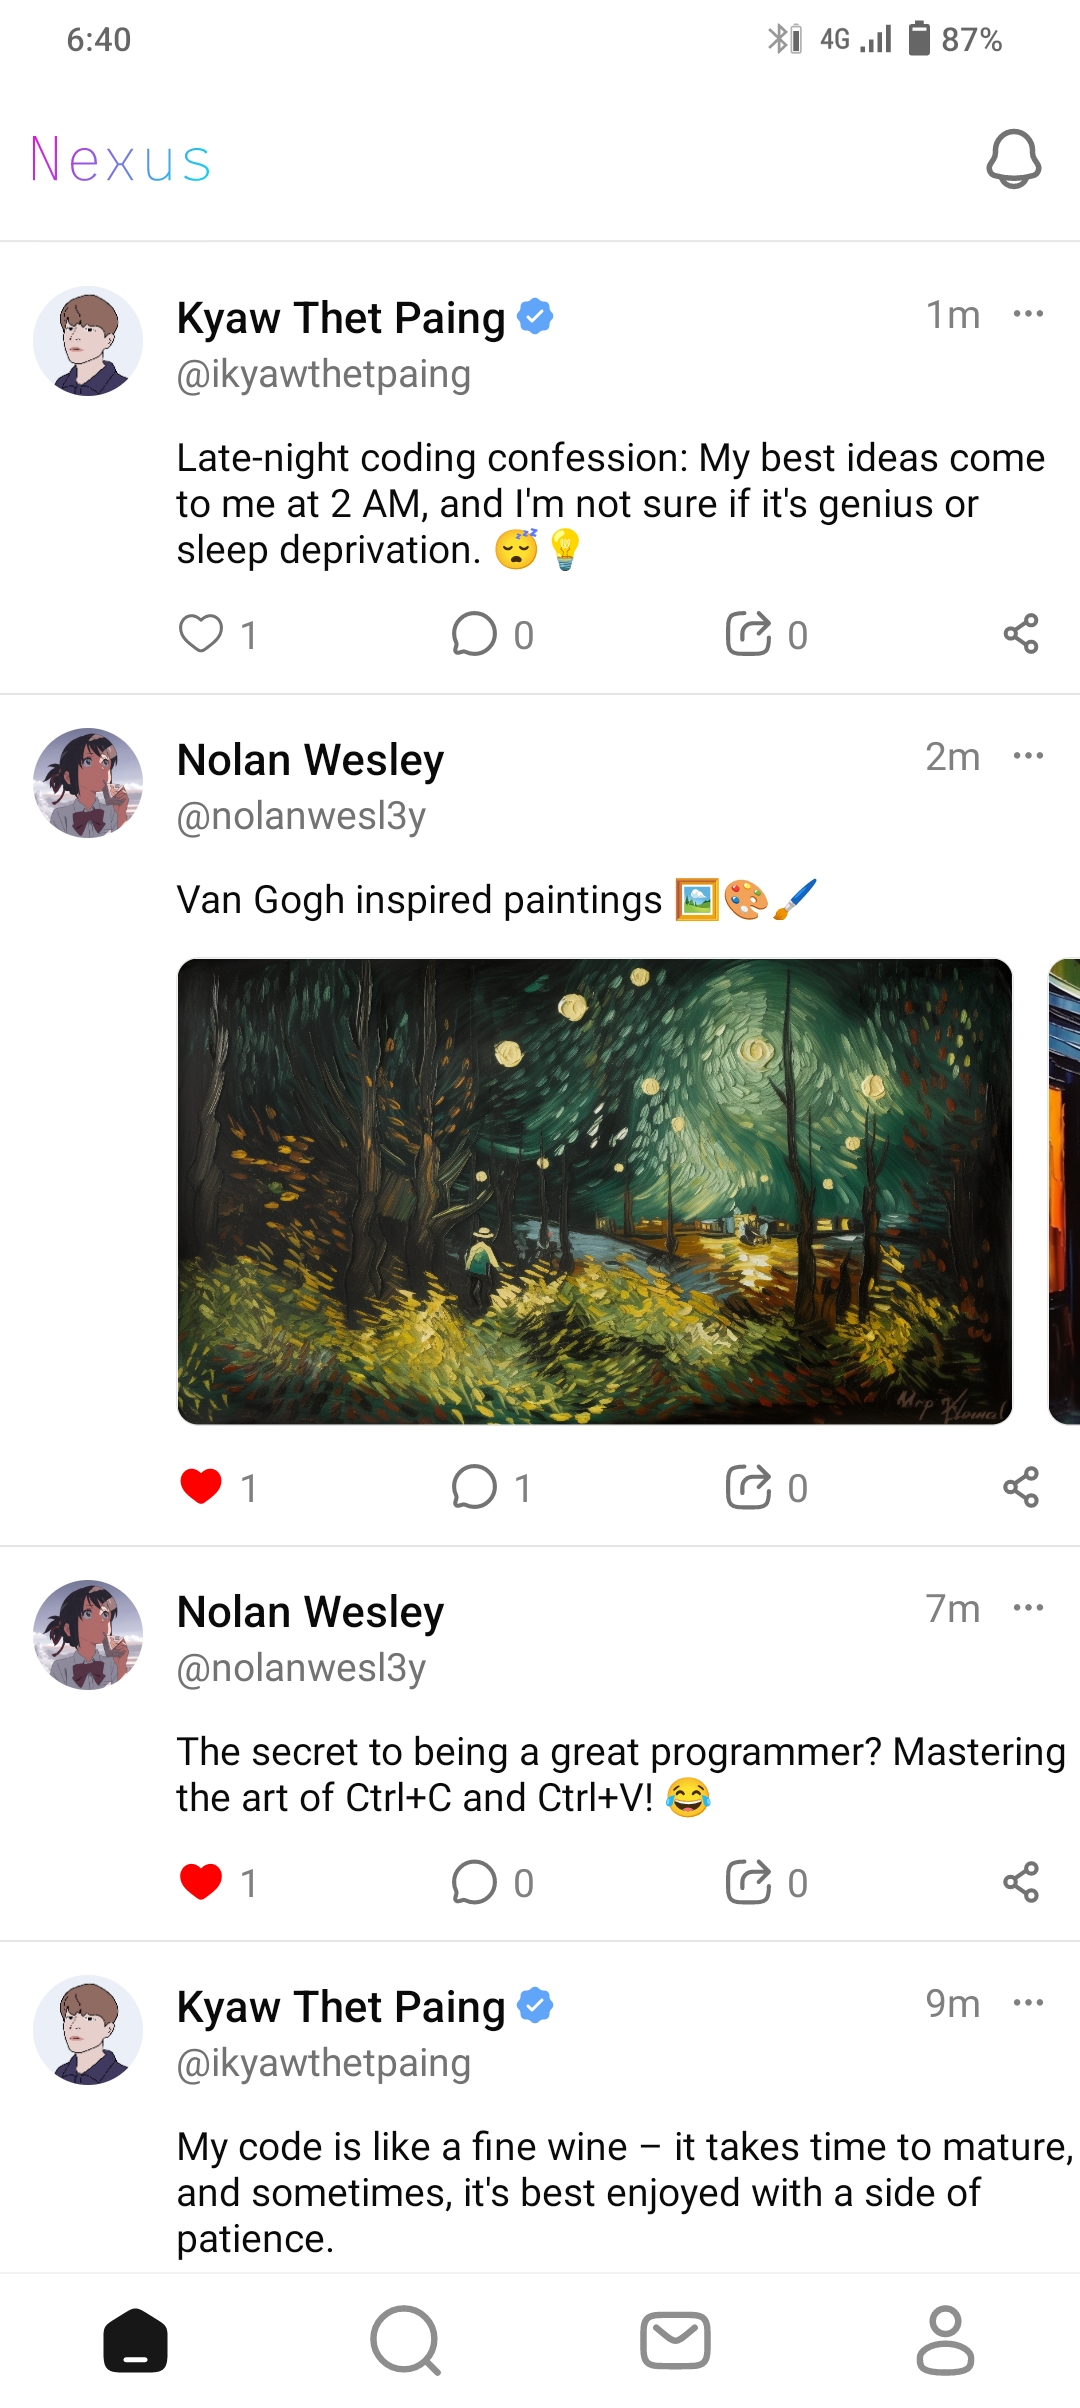 6:40
4G
87%
Nexus
Kyaw Thet Paing
1m
@ikyawthetpaing
Late-night coding confession: My best ideas come
to me at 2 AM, and I'm not sure if it's genius or
sleep deprivation. 😴💡
1
0
0
Nolan Wesley
2m
@nolanwesl3y
Van Gogh inspired paintings 🖼️🎨🖌️
1
1
0
Nolan Wesley
7m
@nolanwesl3y
The secret to being a great programmer? Mastering
the art of Ctrl+C and Ctrl+V! 😂
1
0
0
Kyaw Thet Paing
9m
@ikyawthetpaing
My code is like a fine wine – it takes time to mature,
and sometimes, it's best enjoyed with a side of
patience.